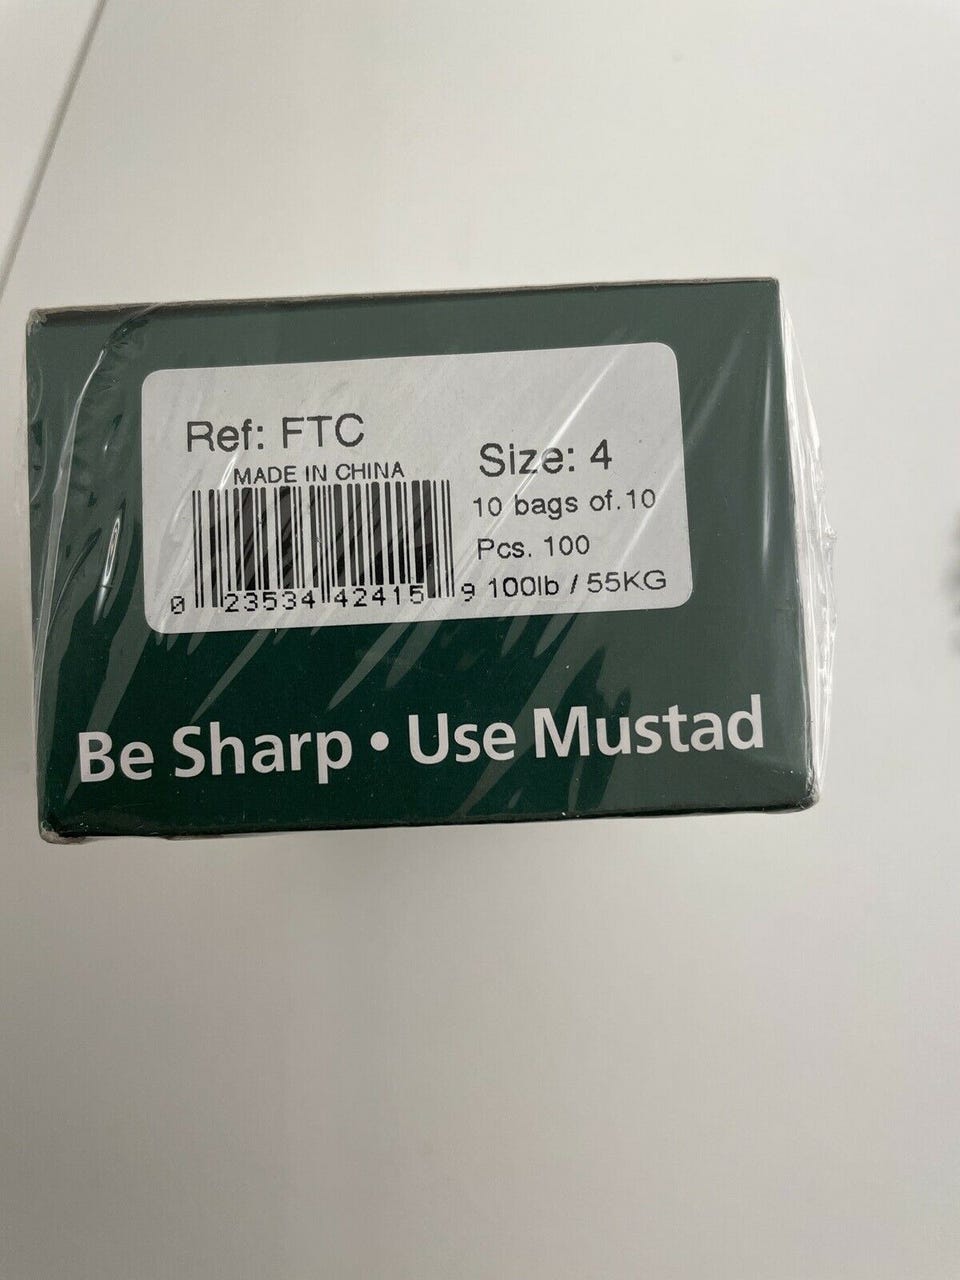 Ref: FTC
MADE IN CHINA
0 23534 42415 9
Size: 4
10 bags of.10
Pcs. 100
100lb / 55KG
Be Sharp • Use Mustad